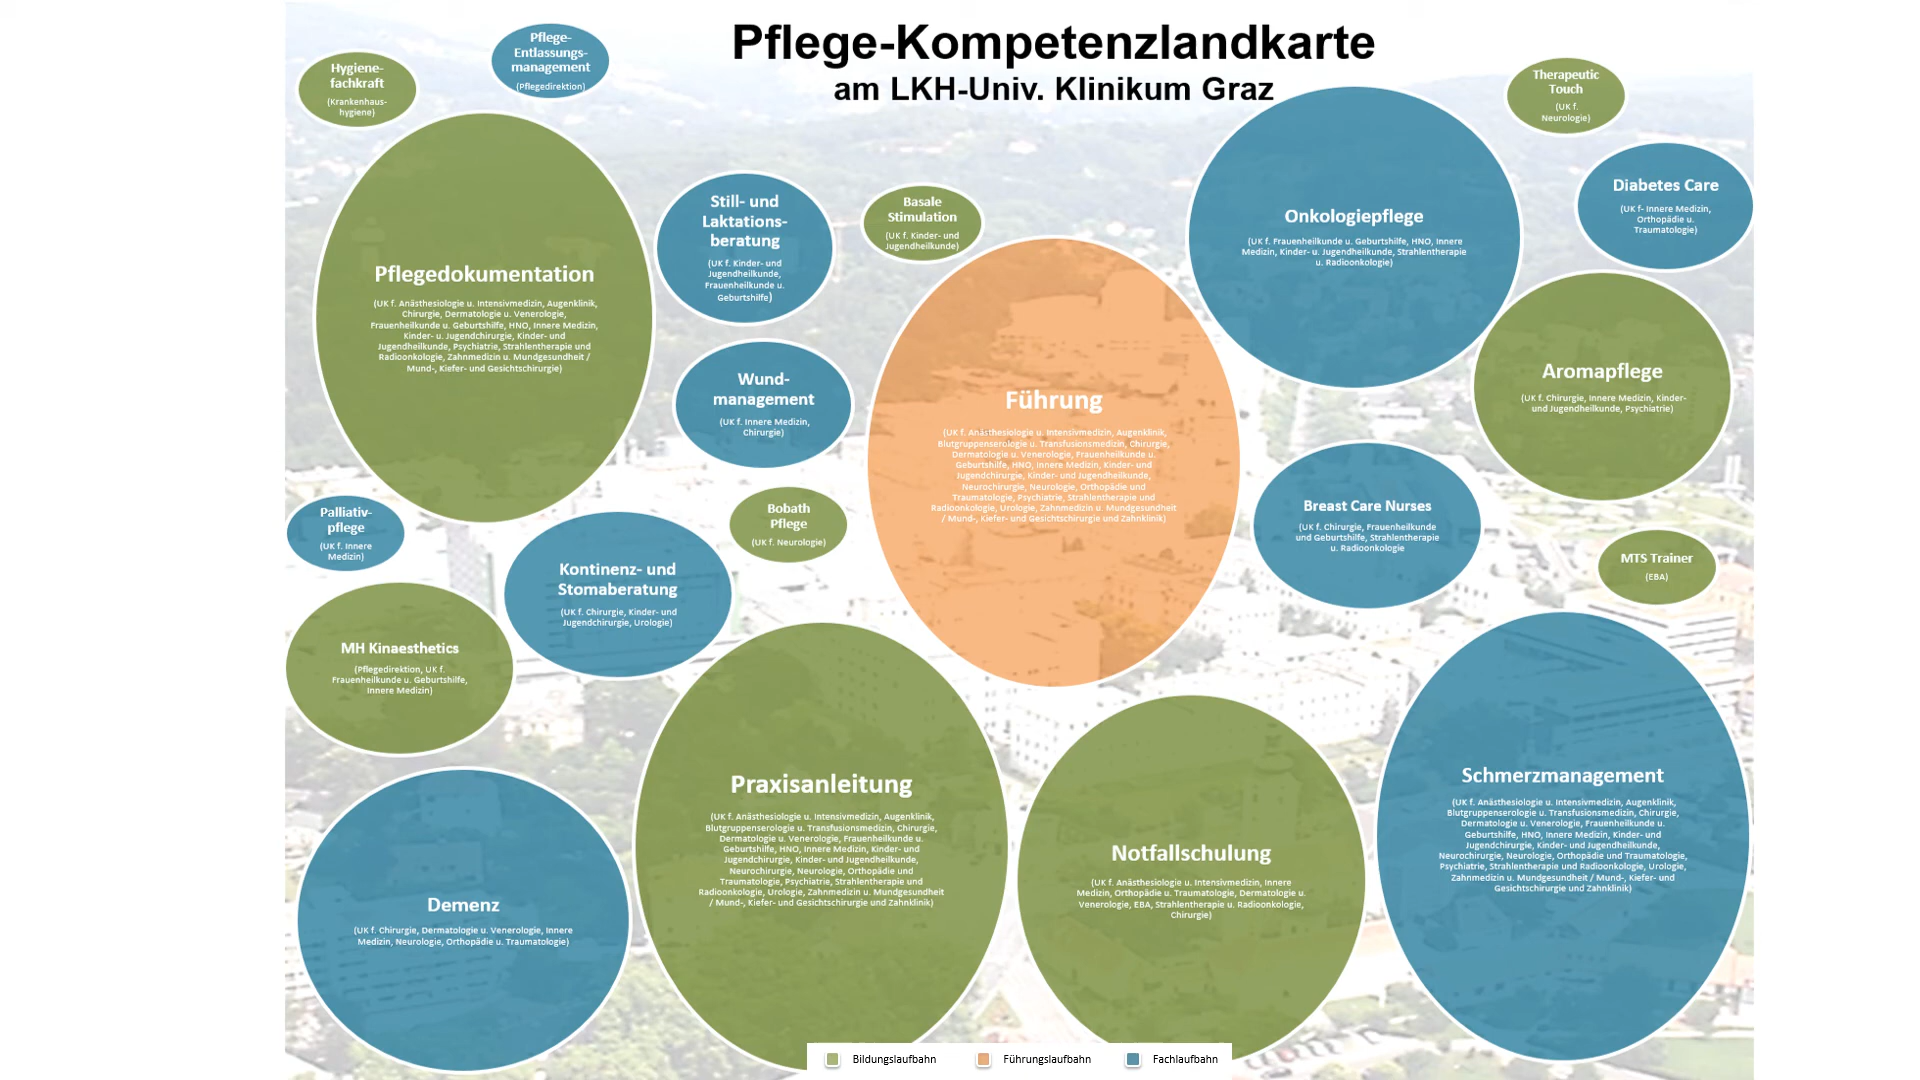 Pflege-Kompetenzlandkarte
am LKH-Univ. Klinikum Graz
Hygiene-
fachkraft
(Krankenhaus-
hygiene)
Pflege-
Entlassungs-
management
(Pflegedirektion)
Therapeutic
Touch
(UK f.
Neurologie)
Pflegedokumentation
(UK f. Anästhesiologie u. Intensivmedizin, Augenklinik,
Chirurgie, Dermatologie u. Venerologie,
Frauenheilkunde u. Geburtshilfe, HNO, Innere Medizin,
Kinder- u. Jugendchirurgie, Kinder- und
Jugendheilkunde, Psychiatrie, Strahlentherapie und
Radioonkologie, Zahnmedizin u. Mundgesundheit /
Mund-, Kiefer- und Gesichtschirurgie)
Still- und
Laktations-
beratung
(UK f. Kinder- und
Jugendheilkunde,
Frauenheilkunde u.
Geburtshilfe)
Basale
Stimulation
(UK f. Kinder- und
Jugendheilkunde)
Onkologiepflege
(UK f. Frauenheilkunde u. Geburtshilfe, HNO, Innere
Medizin, Kinder- u. Jugendheilkunde, Strahlentherapie
u. Radioonkologie)
Diabetes Care
(UK f- Innere Medizin,
Orthopädie u.
Traumatologie)
Wund-
management
(UK f. Innere Medizin,
Chirurgie)
Führung
(UK f. Anästhesiologie u. Intensivmedizin, Augenklinik,
Blutgruppenserologie u. Transfusionsmedizin, Chirurgie,
Dermatologie u. Venerologie, Frauenheilkunde u.
Geburtshilfe, HNO, Innere Medizin, Kinder- und
Jugendchirurgie, Kinder- und Jugendheilkunde,
Neurochirurgie, Neurologie, Orthopädie und
Traumatologie, Psychiatrie, Strahlentherapie und
Radioonkologie, Urologie, Zahnmedizin u. Mundgesundheit
/ Mund-, Kiefer- und Gesichtschirurgie und Zahnklinik)
Aromapflege
(UK f. Chirurgie, Innere Medizin, Kinder-
und Jugendheilkunde, Psychiatrie)
Palliativ-
pflege
(UK f. Innere
Medizin)
Bobath
Pflege
(UK f. Neurologie)
Breast Care Nurses
(UK f. Chirurgie, Frauenheilkunde
und Geburtshilfe, Strahlentherapie
u. Radioonkologie
Kontinenz- und
Stomaberatung
(UK f. Chirurgie, Kinder- und
Jugendchirurgie, Urologie)
MTS Trainer
(EBA)
MH Kinaesthetics
(Pflegedirektion, UK f.
Frauenheilkunde u. Geburtshilfe,
Innere Medizin)
Praxisanleitung
(UK f. Anästhesiologie u. Intensivmedizin, Augenklinik,
Blutgruppenserologie u. Transfusionsmedizin, Chirurgie,
Dermatologie u. Venerologie, Frauenheilkunde u.
Geburtshilfe, HNO, Innere Medizin, Kinder- und
Jugendchirurgie, Kinder- und Jugendheilkunde,
Neurochirurgie, Neurologie, Orthopädie und
Traumatologie, Psychiatrie, Strahlentherapie und
Radioonkologie, Urologie, Zahnmedizin u. Mundgesundheit
/ Mund-, Kiefer- und Gesichtschirurgie und Zahnklinik)
Schmerzmanagement
(UK f. Anästhesiologie u. Intensivmedizin, Augenklinik,
Blutgruppenserologie u. Transfusionsmedizin, Chirurgie,
Dermatologie u. Venerologie, Frauenheilkunde u.
Geburtshilfe, HNO, Innere Medizin, Kinder- und
Jugendchirurgie, Kinder- und Jugendheilkunde,
Neurochirurgie, Neurologie, Orthopädie und Traumatologie,
Psychiatrie, Strahlentherapie und Radioonkologie, Urologie,
Zahnmedizin u. Mundgesundheit / Mund-, Kiefer- und
Gesichtschirurgie und Zahnklinik)
Notfallschulung
(UK f. Anästhesiologie u. Intensivmedizin, Innere
Medizin, Orthopädie u. Traumatologie, Dermatologie u.
Venerologie, EBA, Strahlentherapie u. Radioonkologie,
Chirurgie)
Demenz
(UK f. Chirurgie, Dermatologie u. Venerologie, Innere
Medizin, Neurologie, Orthopädie u. Traumatologie)
Bildungslaufbahn
Führungslaufbahn
Fachlaufbahn